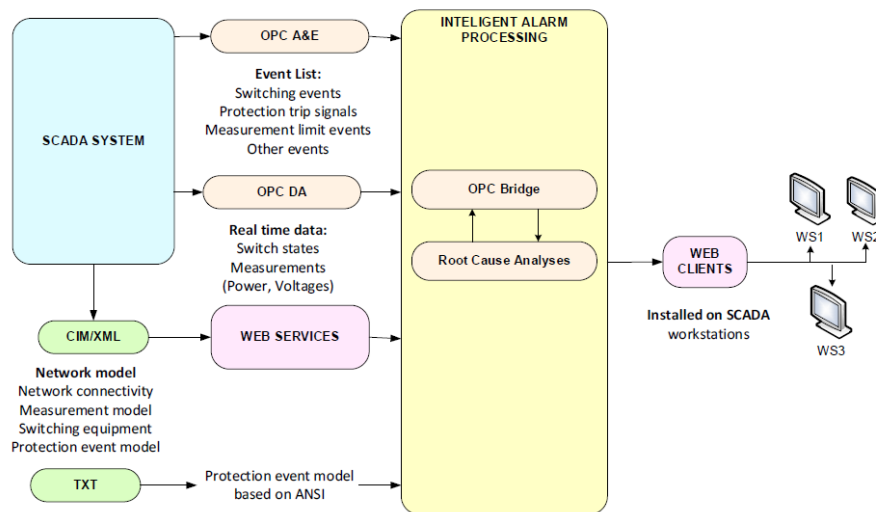 OPC A&E
INTELIGENT ALARM
PROCESSING
Event List:
Switching events
Protection trip signals
Measurement limit events
Other events
SCADA SYSTEM
OPC DA
OPC Bridge
Real time data:
Switch states
Measurements
(Power, Voltages)
Root Cause Analyses
WEB
CLIENTS
WS1
WS2
WS3
Installed on SCADA
workstations
CIM/XML
WEB SERVICES
Network model
Network connectivity
Measurement model
Switching equipment
Protection event model
TXT
Protection event model
based on ANSI